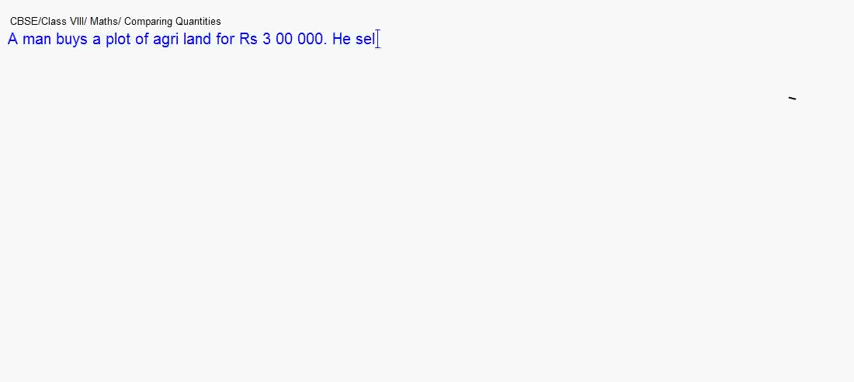 CBSE/Class VIII/ Maths/ Comparing Quantities
A man buys a plot of agri land for Rs 3 00 000. He sel